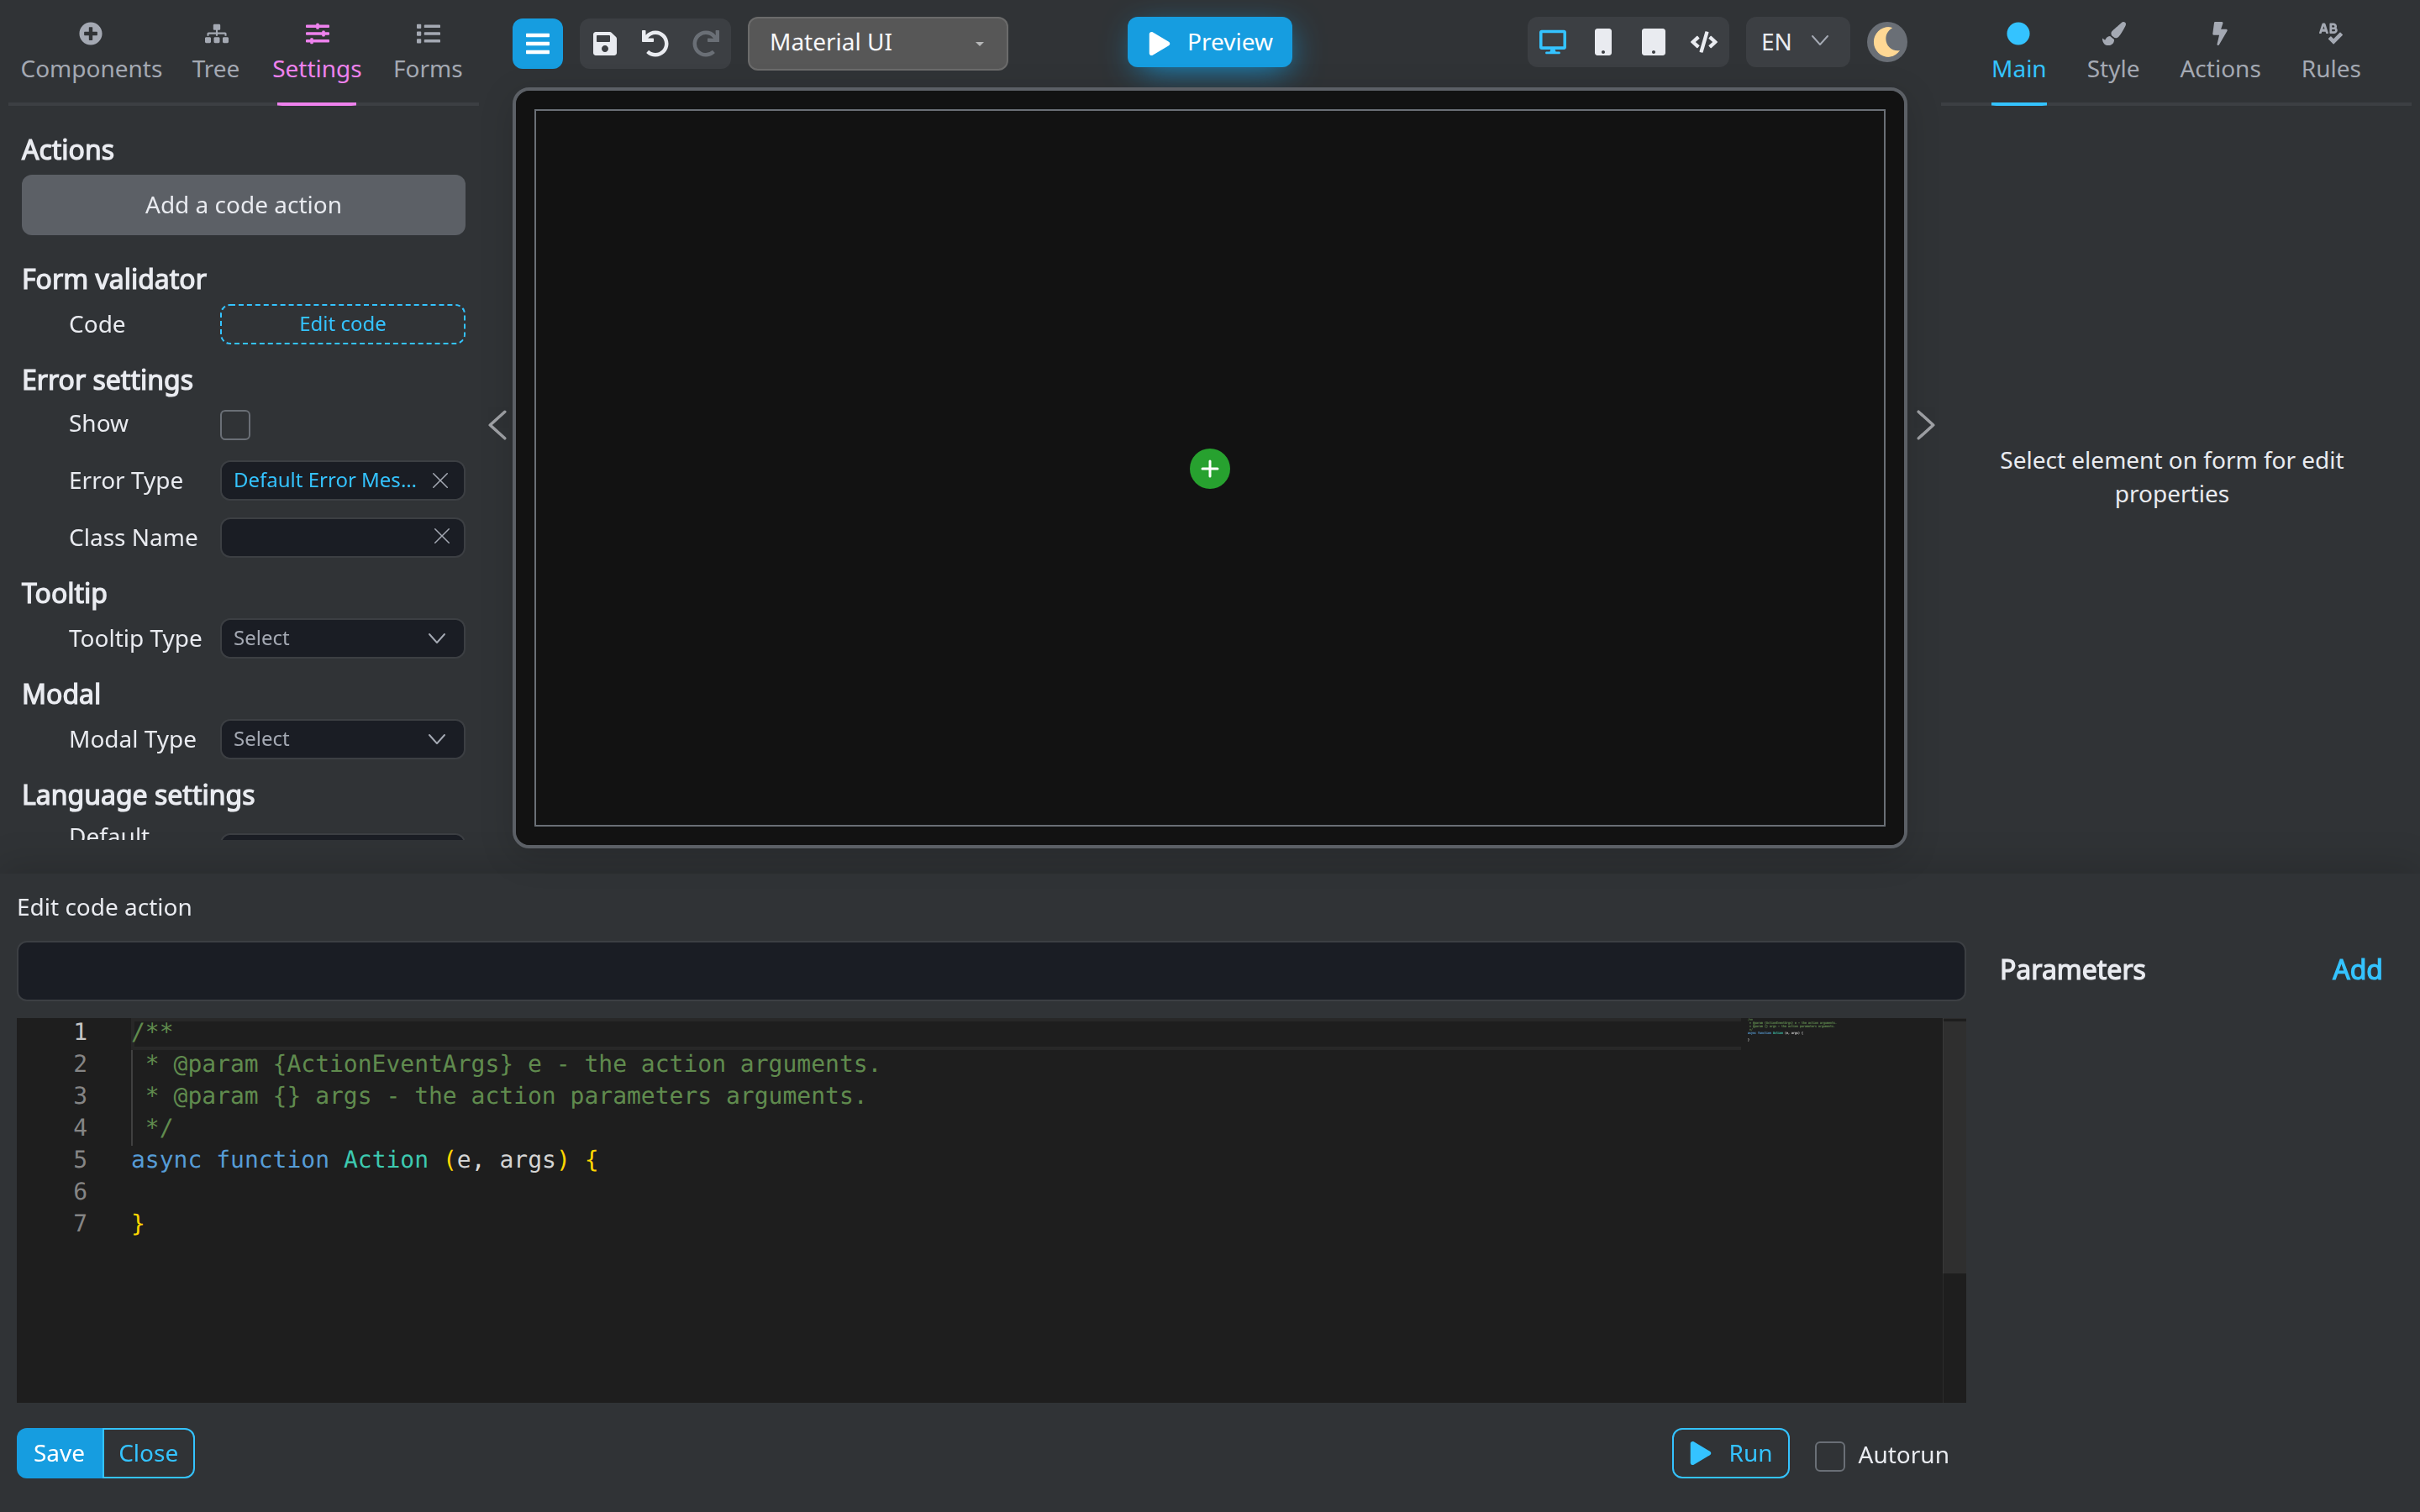 Components Tree Settings Forms
Material UI
Preview
EN
Main Style Actions Rules
Actions
Add a code action
Form validator
Code Edit code
Error settings
Show
Error Type Default Error Mes...
Class Name
Tooltip
Tooltip Type Select
Modal
Modal Type Select
Language settings
Default
Select element on form for edit
properties
Edit code action
Parameters Add
1 /**
2 * @param {ActionEventArgs} e - the action arguments.
3 * @param {} args - the action parameters arguments.
4 */
5 async function Action (e, args) {
6
7 }
Save Close
Run Autorun